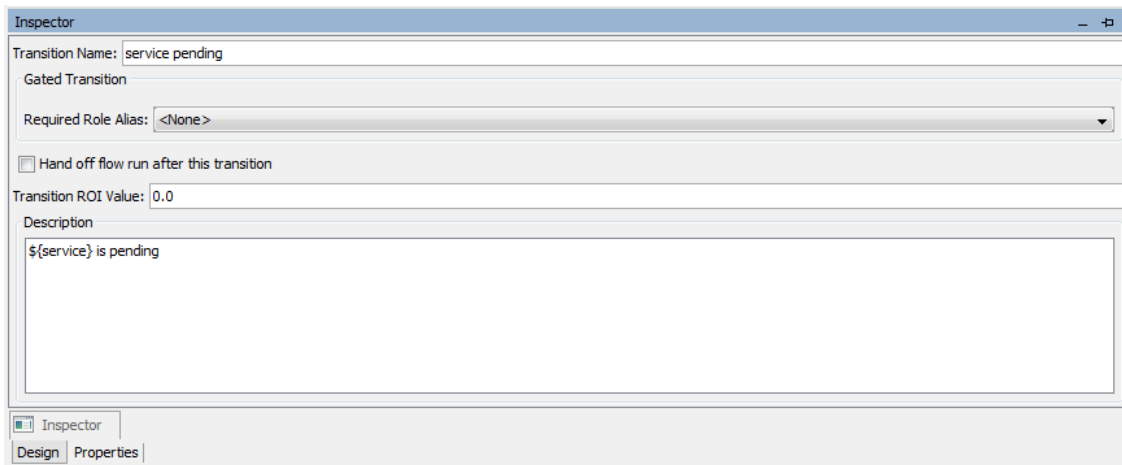 Inspector
Transition Name: service pending
Gated Transition
Required Role Alias: <None>
Hand off flow run after this transition
Transition ROI Value: 0.0
Description
${service} is pending
Inspector
Design Properties